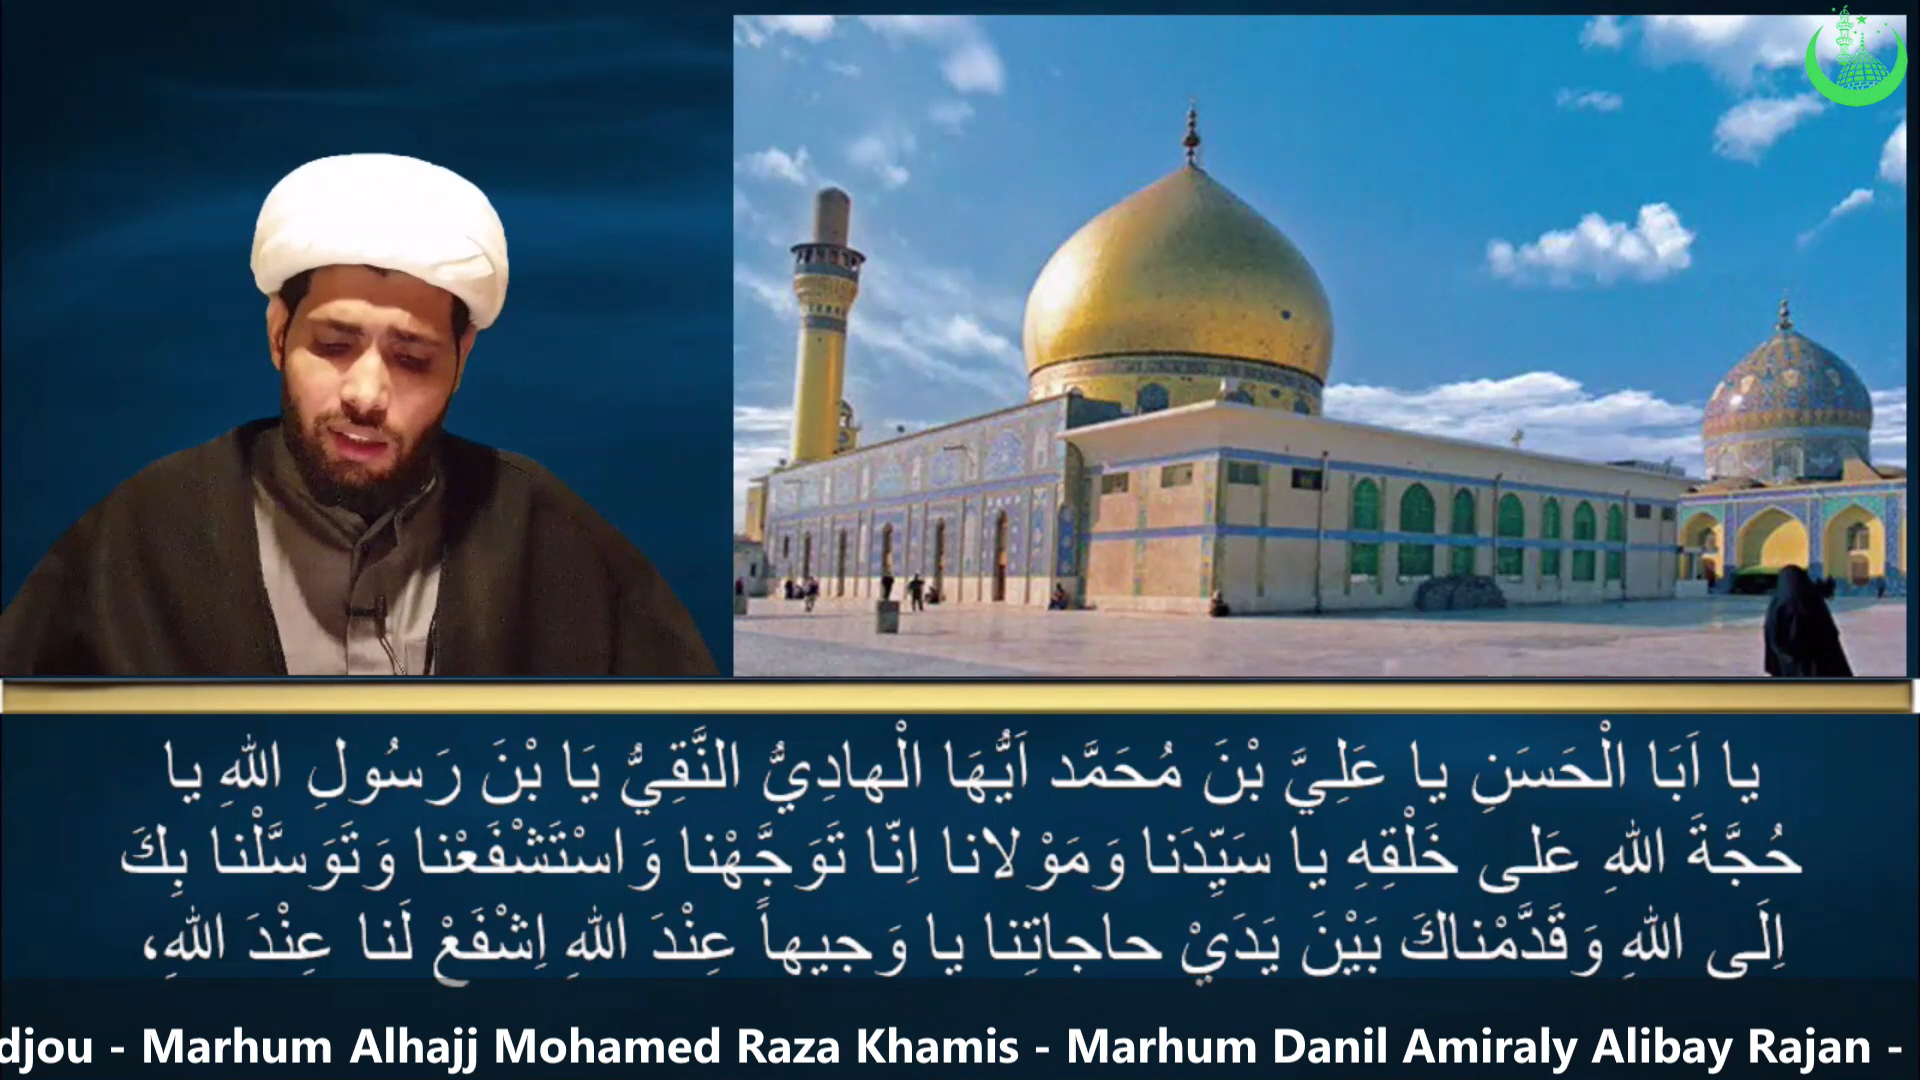 يا اَبَا الْحَسَنِ يا عَلِيَّ بْنَ مُحَمَّد اَيُّهَا الْهادِيُّ النَّقِيُّ يَا بْنَ رَسُولِ اللهِ يا
حُجَّةَ اللهِ عَلى خَلْقِهِ يا سَيِّدَنا وَمَوْلانا اِنّا تَوَجَّهْنا وَاسْتَشْفَعْنا وَتَوَسَّلْنا بِكَ
اِلَى اللهِ وَقَدَّمْناكَ بَيْنَ يَدَيْ حاجاتِنا يا وَجيهاً عِنْدَ اللهِ اِشْفَعْ لَنا عِنْدَ اللهِ،
djou - Marhum Alhajj Mohamed Raza Khamis - Marhum Danil Amiraly Alibay Rajan -